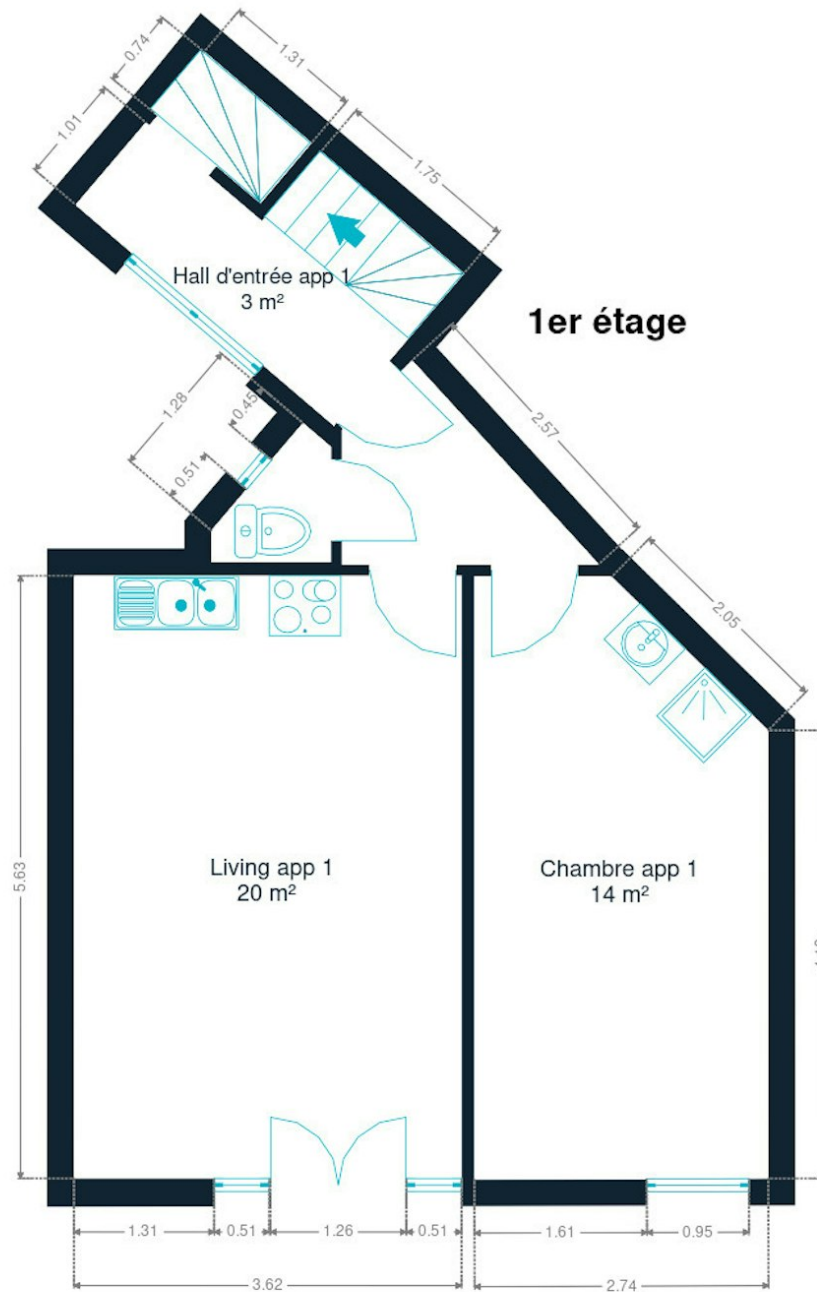 0.74
1.31
1.01
1.75
Hall d'entrée app 1
3 m²
1er étage
1.28
0.45
0.51
2.57
2.05
5.63
Living app 1
20 m²
Chambre app 1
14 m²
1.31
0.51
1.26
0.51
1.61
0.95
3.62
2.74